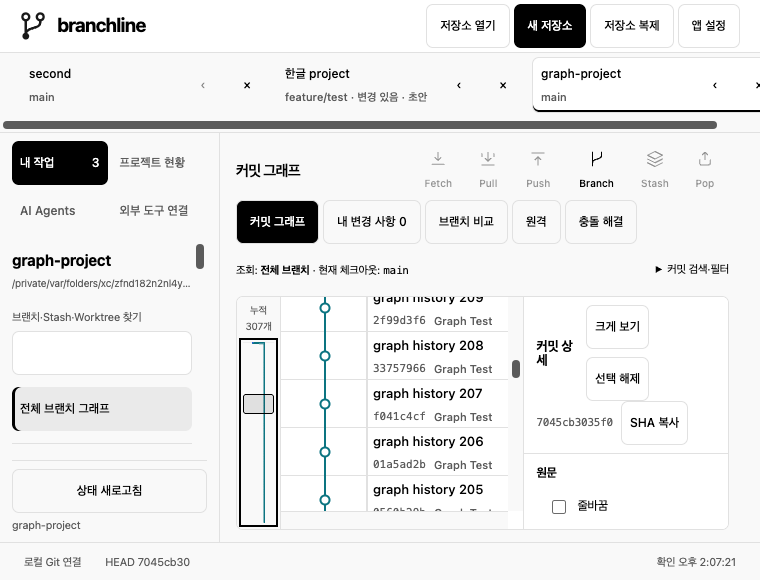 branchline
저장소 열기
새 저장소
저장소 복제
앱 설정
second
main
한글 project
feature/test · 변경 있음 · 초안
graph-project
main
내 작업 3
프로젝트 현황
AI Agents
외부 도구 연결
graph-project
/private/var/folders/xc/zfnd182n2nl4y...
브랜치·Stash·Worktree 찾기
전체 브랜치 그래프
상태 새로고침
graph-project
커밋 그래프
Fetch
Pull
Push
Branch
Stash
Pop
커밋 그래프
내 변경 사항 0
브랜치 비교
원격
충돌 해결
조회: 전체 브랜치 · 현재 체크아웃: main
커밋 검색·필터
누적
307개
graph history 209
2f99d3f6 Graph Test
graph history 208
33757966 Graph Test
graph history 207
f041c4cf Graph Test
graph history 206
01a5ad2b Graph Test
graph history 205
Graph Test
커밋 상
세
크게 보기
선택 해제
7045cb3035f0
SHA 복사
원문
줄바꿈
로컬 Git 연결
HEAD 7045cb30
확인 오후 2:07:21